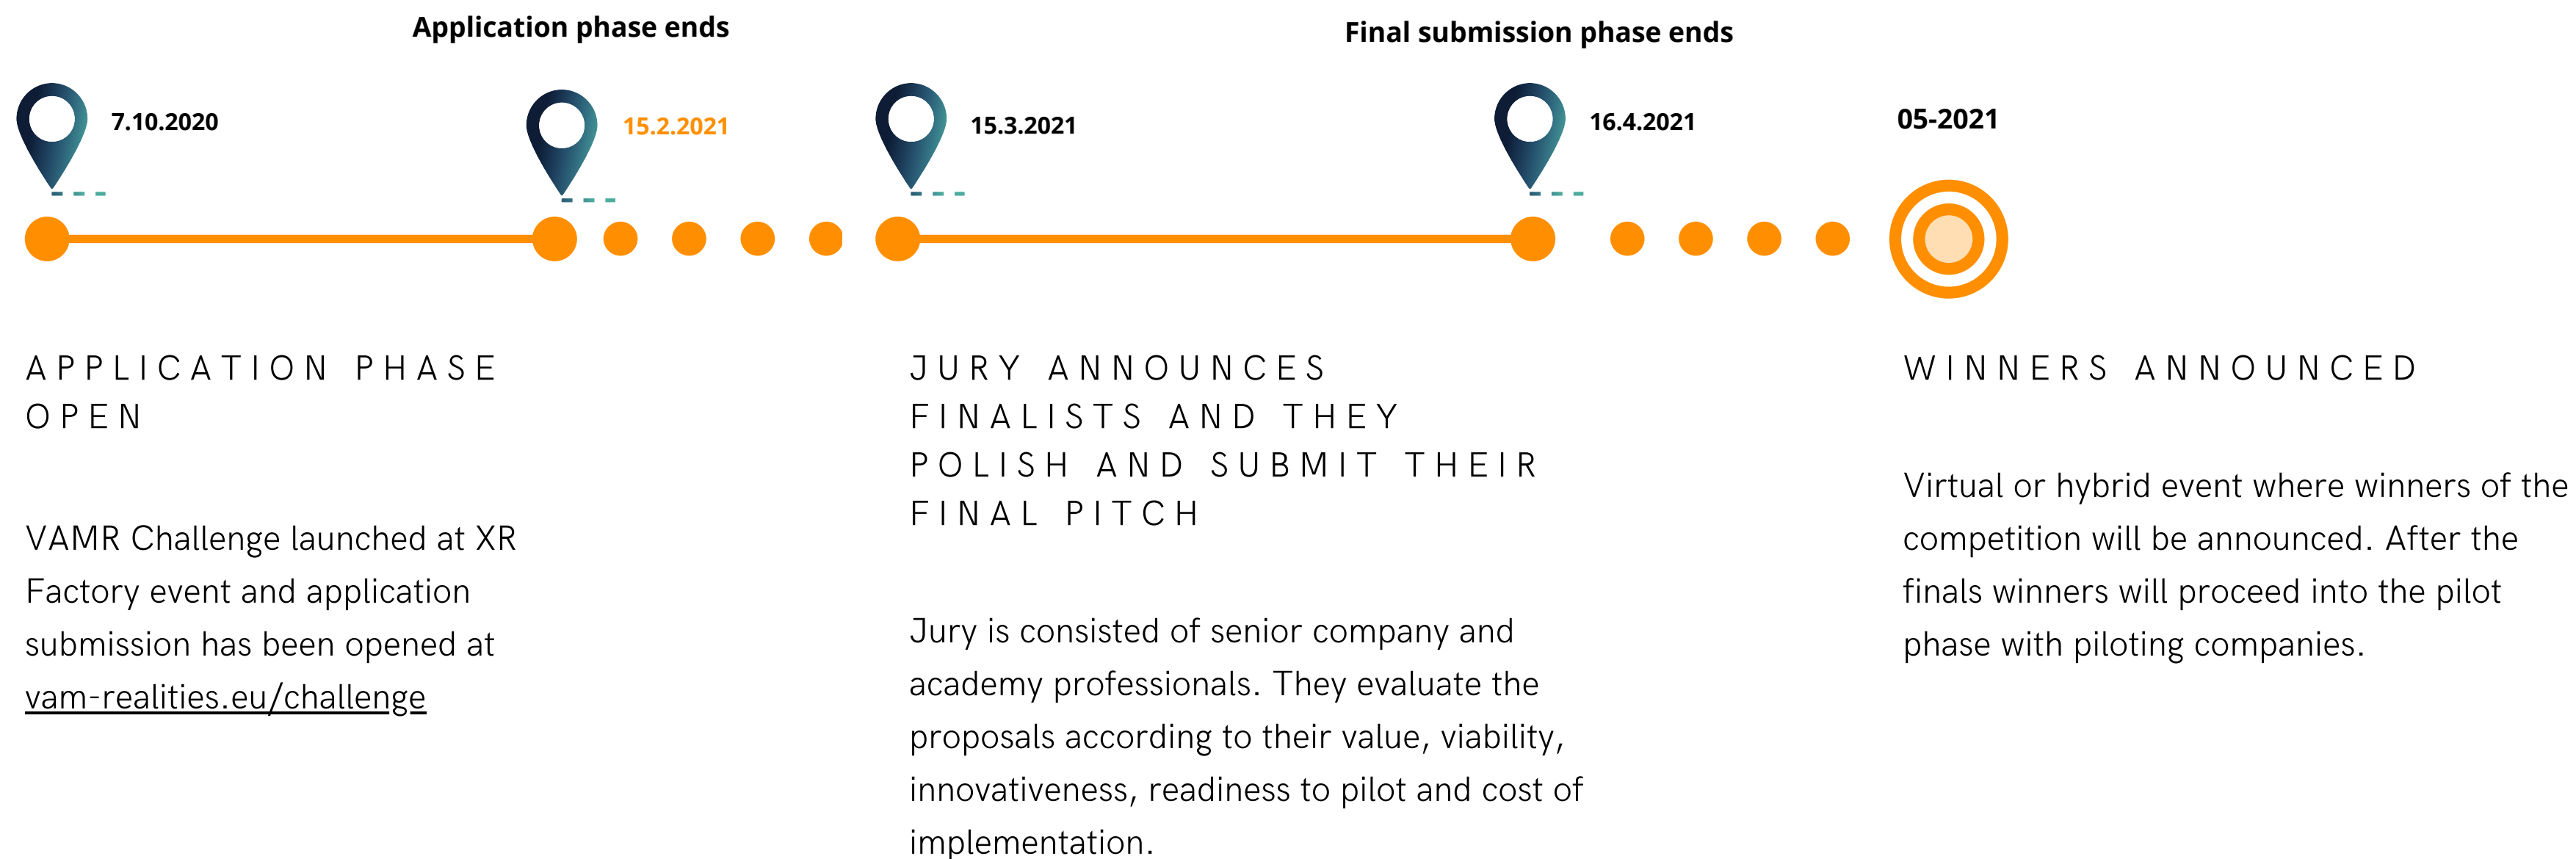 Application phase ends
Final submission phase ends
7.10.2020
15.2.2021
15.3.2021
16.4.2021
05-2021
APPLICATION PHASE
OPEN
VAMR Challenge launched at XR
Factory event and application
submission has been opened at
vam-realities.eu/challenge
JURY ANNOUNCES
FINALISTS AND THEY
POLISH AND SUBMIT THEIR
FINAL PITCH
Jury is consisted of senior company and
academy professionals. They evaluate the
proposals according to their value, viability,
innovativeness, readiness to pilot and cost of
implementation.
WINNERS ANNOUNCED
Virtual or hybrid event where winners of the
competition will be announced. After the
finals winners will proceed into the pilot
phase with piloting companies.